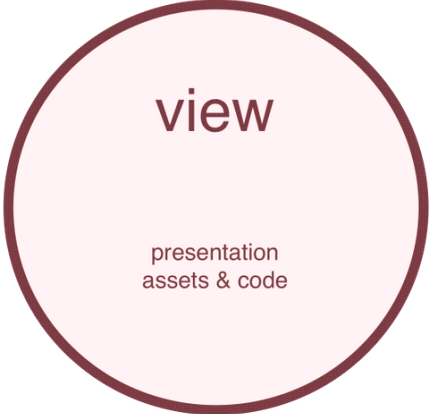 view
presentation
assets & code